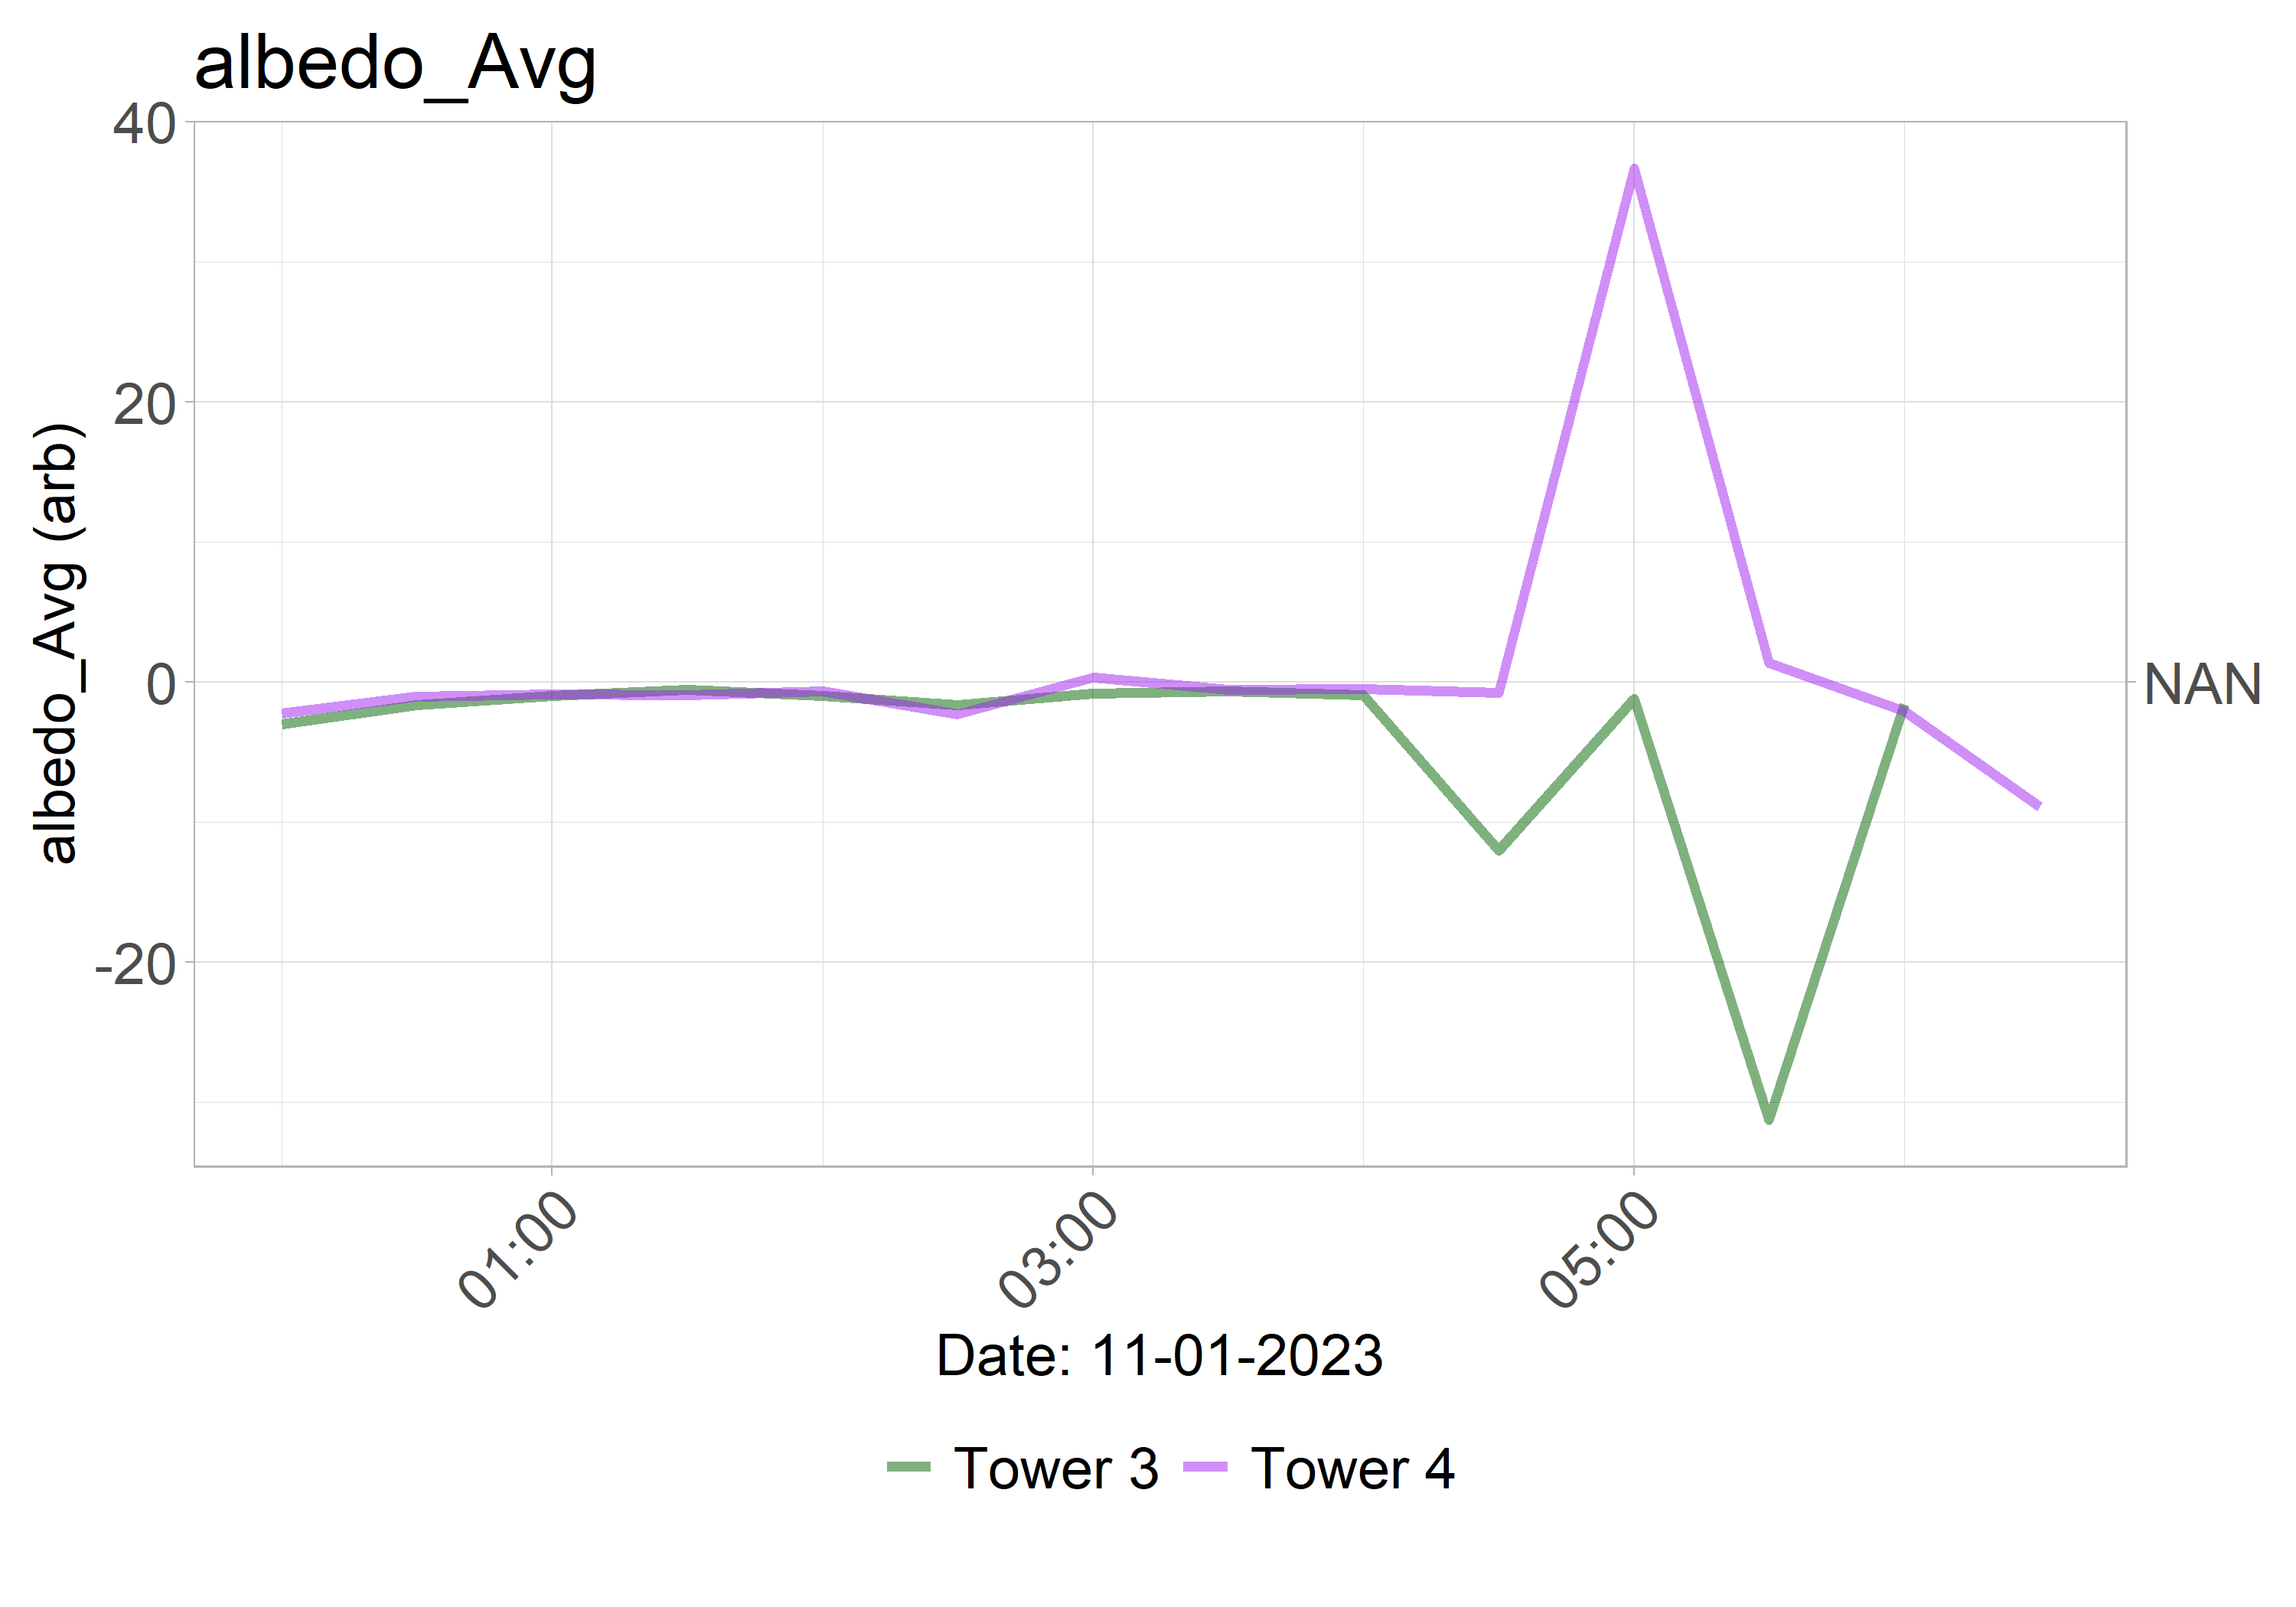 albedo_Avg
albedo_Avg (arb)
40
20
0
-20
NAN
01:00
03:00
05:00
Date: 11-01-2023
Tower 3
Tower 4